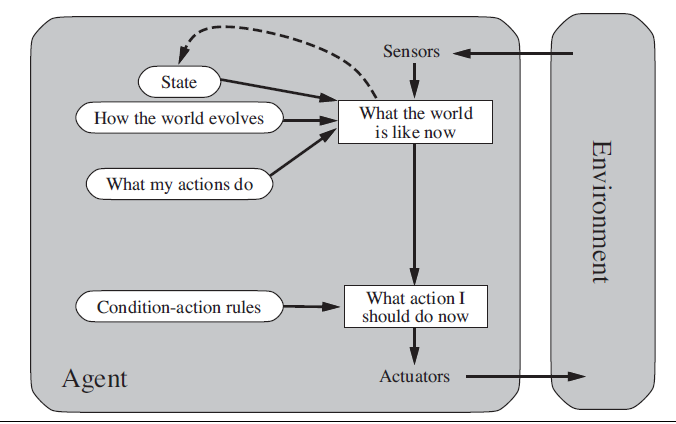 Sensors
State
What the world
is like now
How the world evolves
What my actions do
Environment
What action I
should do now
Condition-action rules
Agent
Actuators